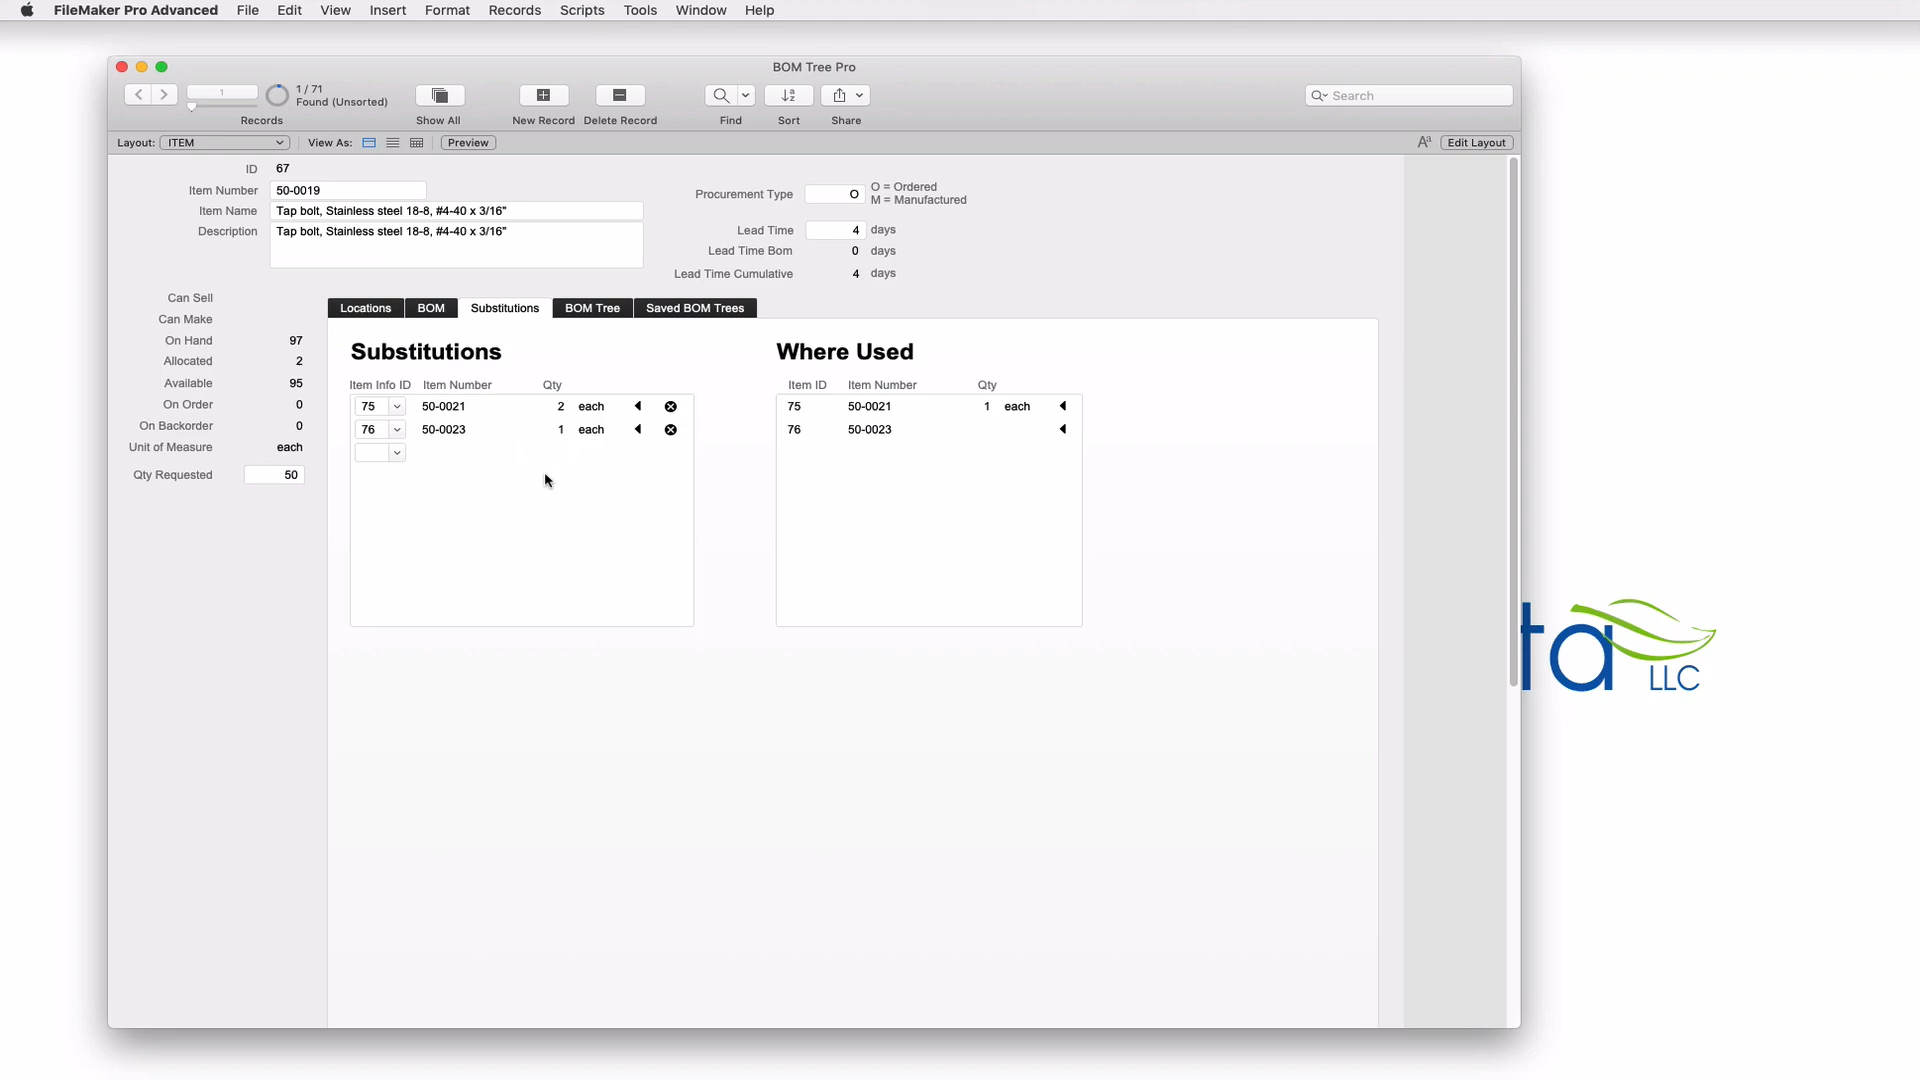 FileMaker Pro Advanced File Edit View Insert Format Records Scripts Tools Window Help
BOM Tree Pro
1
1 / 71
Found (Unsorted)
Records
Show All
New Record
Delete Record
Find
Sort
Share
Search
Layout: ITEM View As: Preview Aa Edit Layout
ID 67
Item Number 50-0019
Item Name Tap bolt, Stainless steel 18-8, #4-40 x 3/16"
Description Tap bolt, Stainless steel 18-8, #4-40 x 3/16"
Procurement Type O
O = Ordered
M = Manufactured
Lead Time 4 days
Lead Time Bom 0 days
Lead Time Cumulative 4 days
Can Sell
Can Make
On Hand 97
Allocated 2
Available 95
On Order 0
On Backorder 0
Unit of Measure each
Qty Requested 50
Locations BOM Substitutions BOM Tree Saved BOM Trees
Substitutions
Item Info ID Item Number Qty
75 50-0021 2 each
76 50-0023 1 each
Where Used
Item ID Item Number Qty
75 50-0021 1 each
76 50-0023
ta
LLC